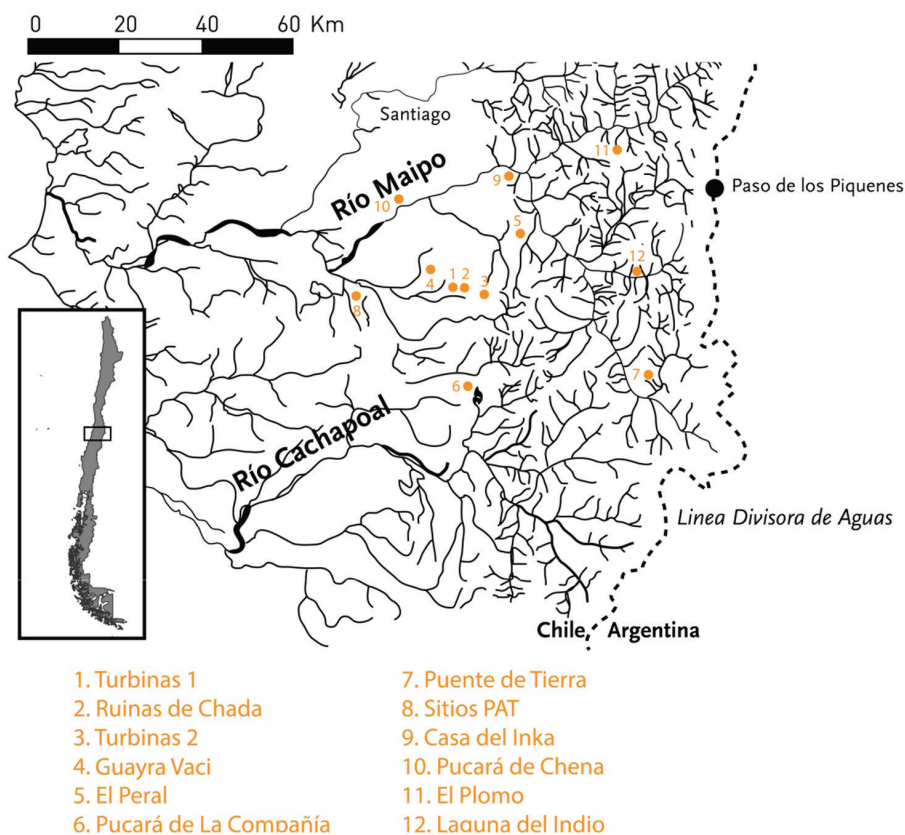 0 20 40 60 Km
Santiago
11
Río Maipo
9
Paso de los Piquenes
10
5
12
4
1 2
3
8
7
6
Río Cachapoal
Linea Divisora de Aguas
Chile Argentina
1. Turbinas 1
2. Ruinas de Chada
3. Turbinas 2
4. Guayra Vaci
5. El Peral
6. Pucará de La Compañía
7. Puente de Tierra
8. Sitios PAT
9. Casa del Inka
10. Pucará de Chena
11. El Plomo
12. Laguna del Indio